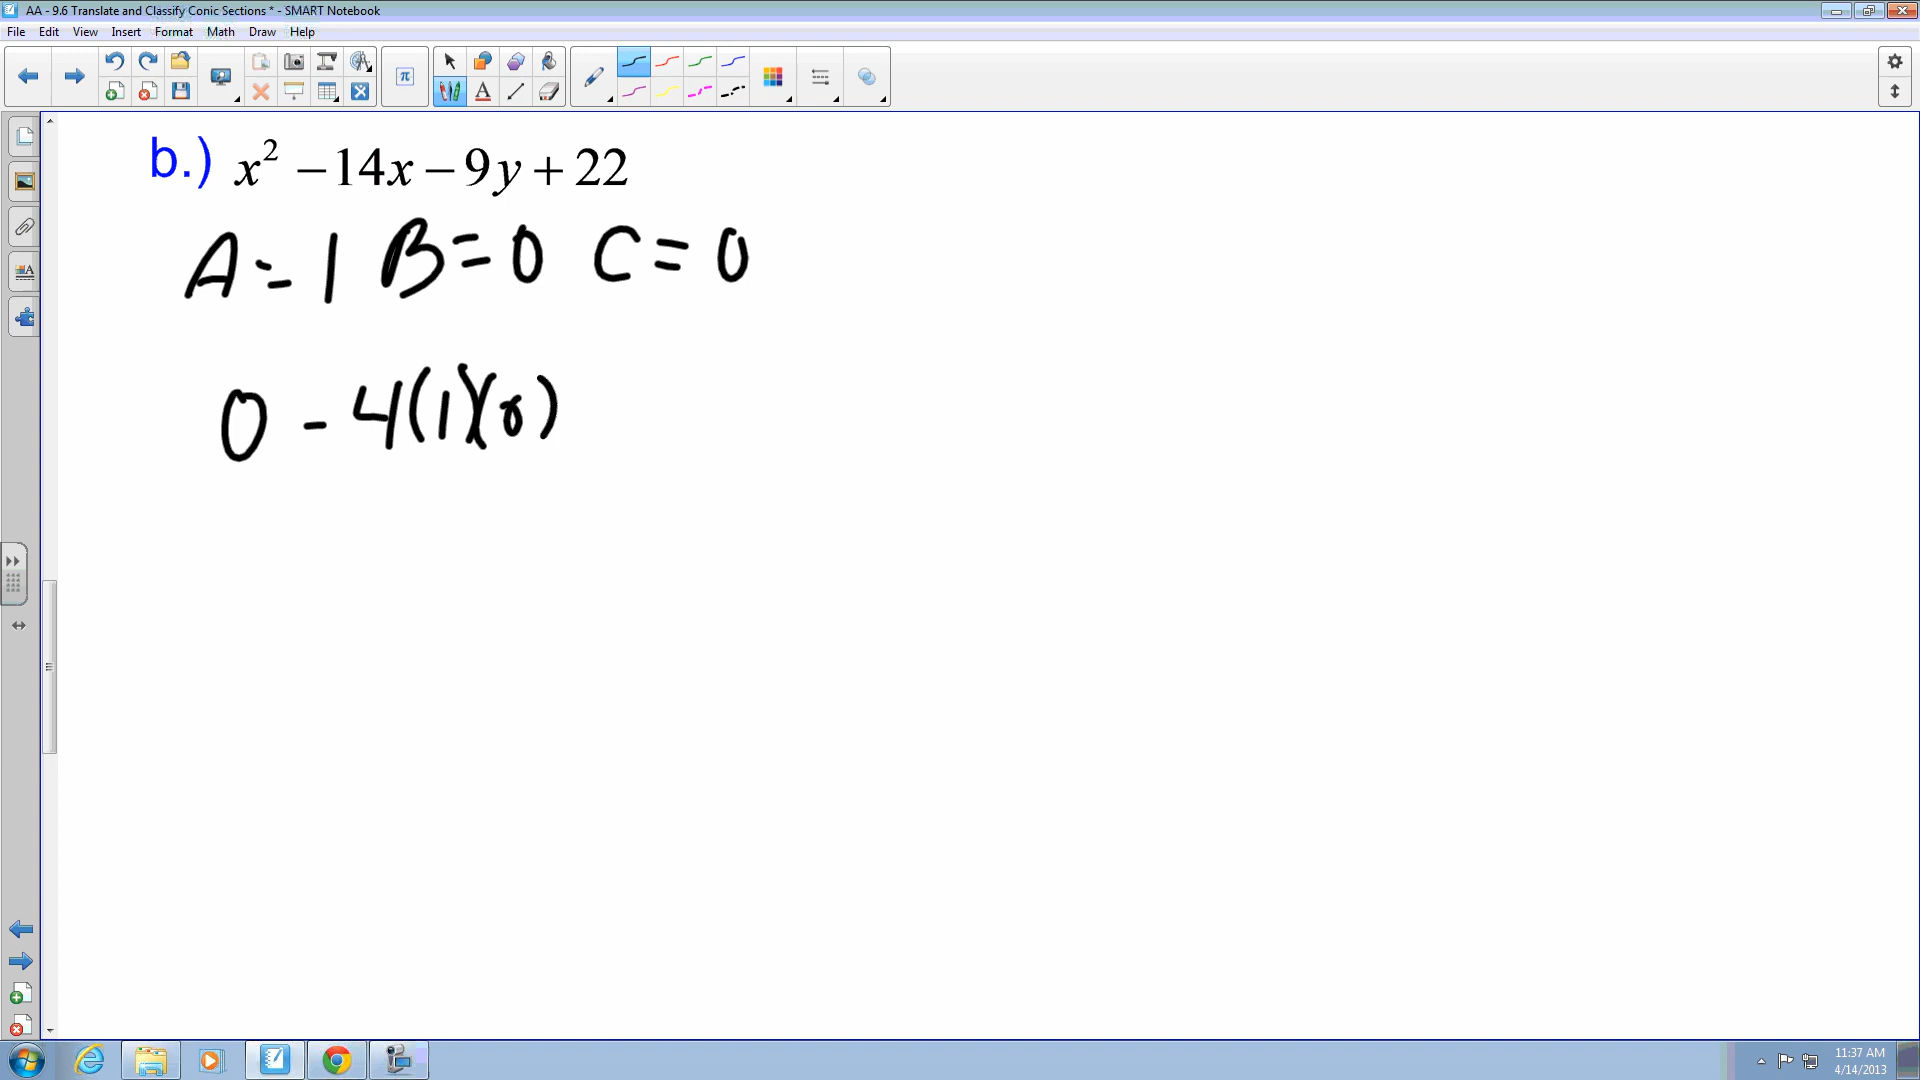 AA - 9.6 Translate and Classify Conic Sections * - SMART Notebook
File Edit View Insert Format Math Draw Help
b.) x² − 14x − 9y + 22
A = 1 B = 0 C = 0
0 - 4(1)(0)
11:37 AM
4/14/2013